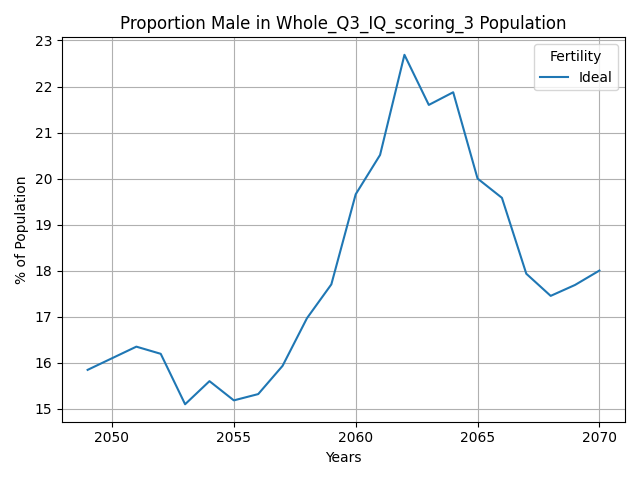 Proportion Male in Whole_Q3_IQ_scoring_3 Population
Fertility
Ideal
% of Population
23
22
21
20
19
18
17
16
15
2050 2055 2060 2065 2070
Years